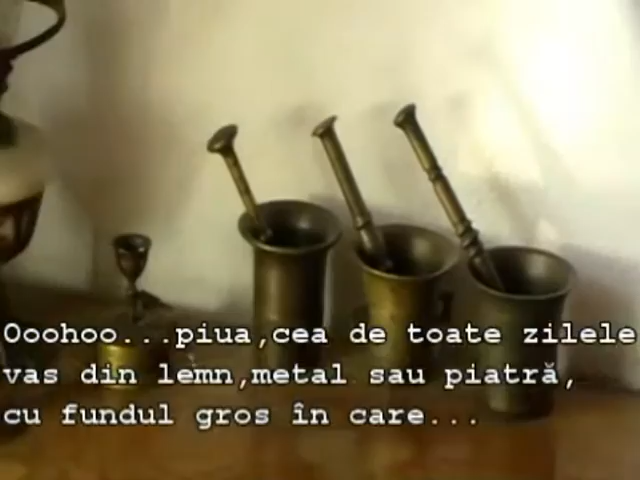 Ooohoo...piua,cea de toate zilele
vas din lemn,metal sau piatră,
cu fundul gros în care...